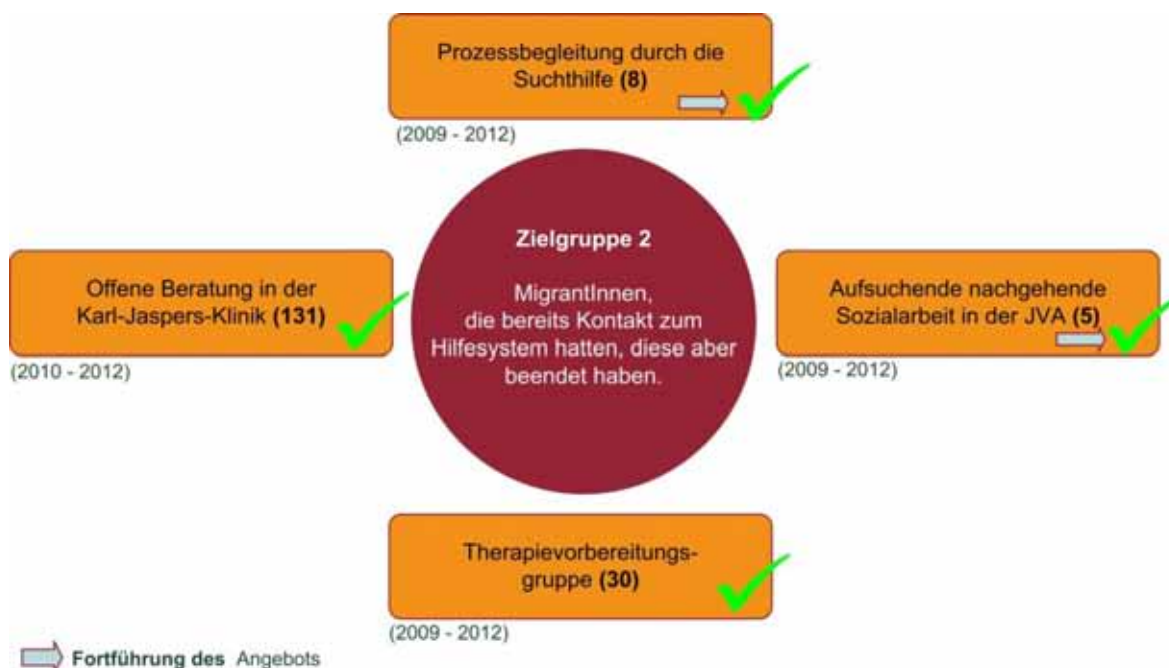 Prozessbegleitung durch die
Suchthilfe (8)
(2009 - 2012)
Zielgruppe 2
MigrantInnen,
die bereits Kontakt zum
Hilfesystem hatten, diese aber
beendet haben.
Offene Beratung in der
Karl-Jaspers-Klinik (131)
(2010 - 2012)
Aufsuchende nachgehende
Sozialarbeit in der JVA (5)
(2009 - 2012)
Therapievorbereitungs-
gruppe (30)
(2009 - 2012)
Fortführung des Angebots